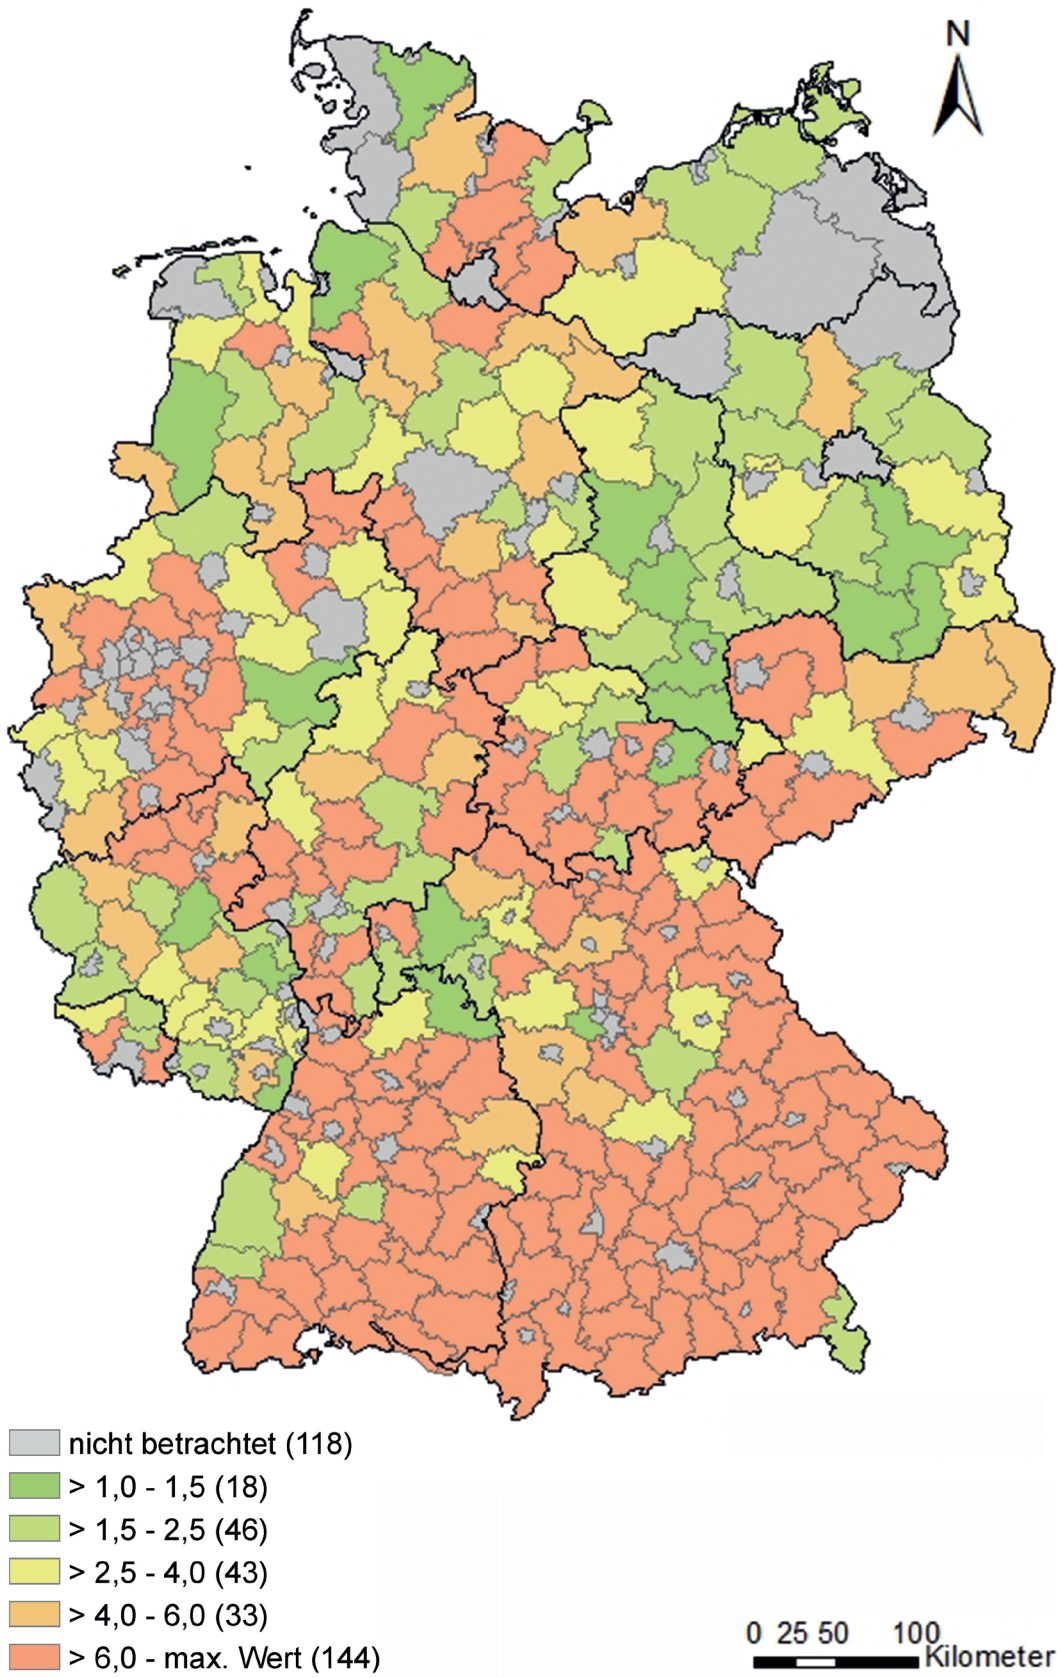 N
nicht betrachtet (118)
> 1,0 - 1,5 (18)
> 1,5 - 2,5 (46)
> 2,5 - 4,0 (43)
> 4,0 - 6,0 (33)
> 6,0 - max. Wert (144)
0 25 50 100
Kilometer